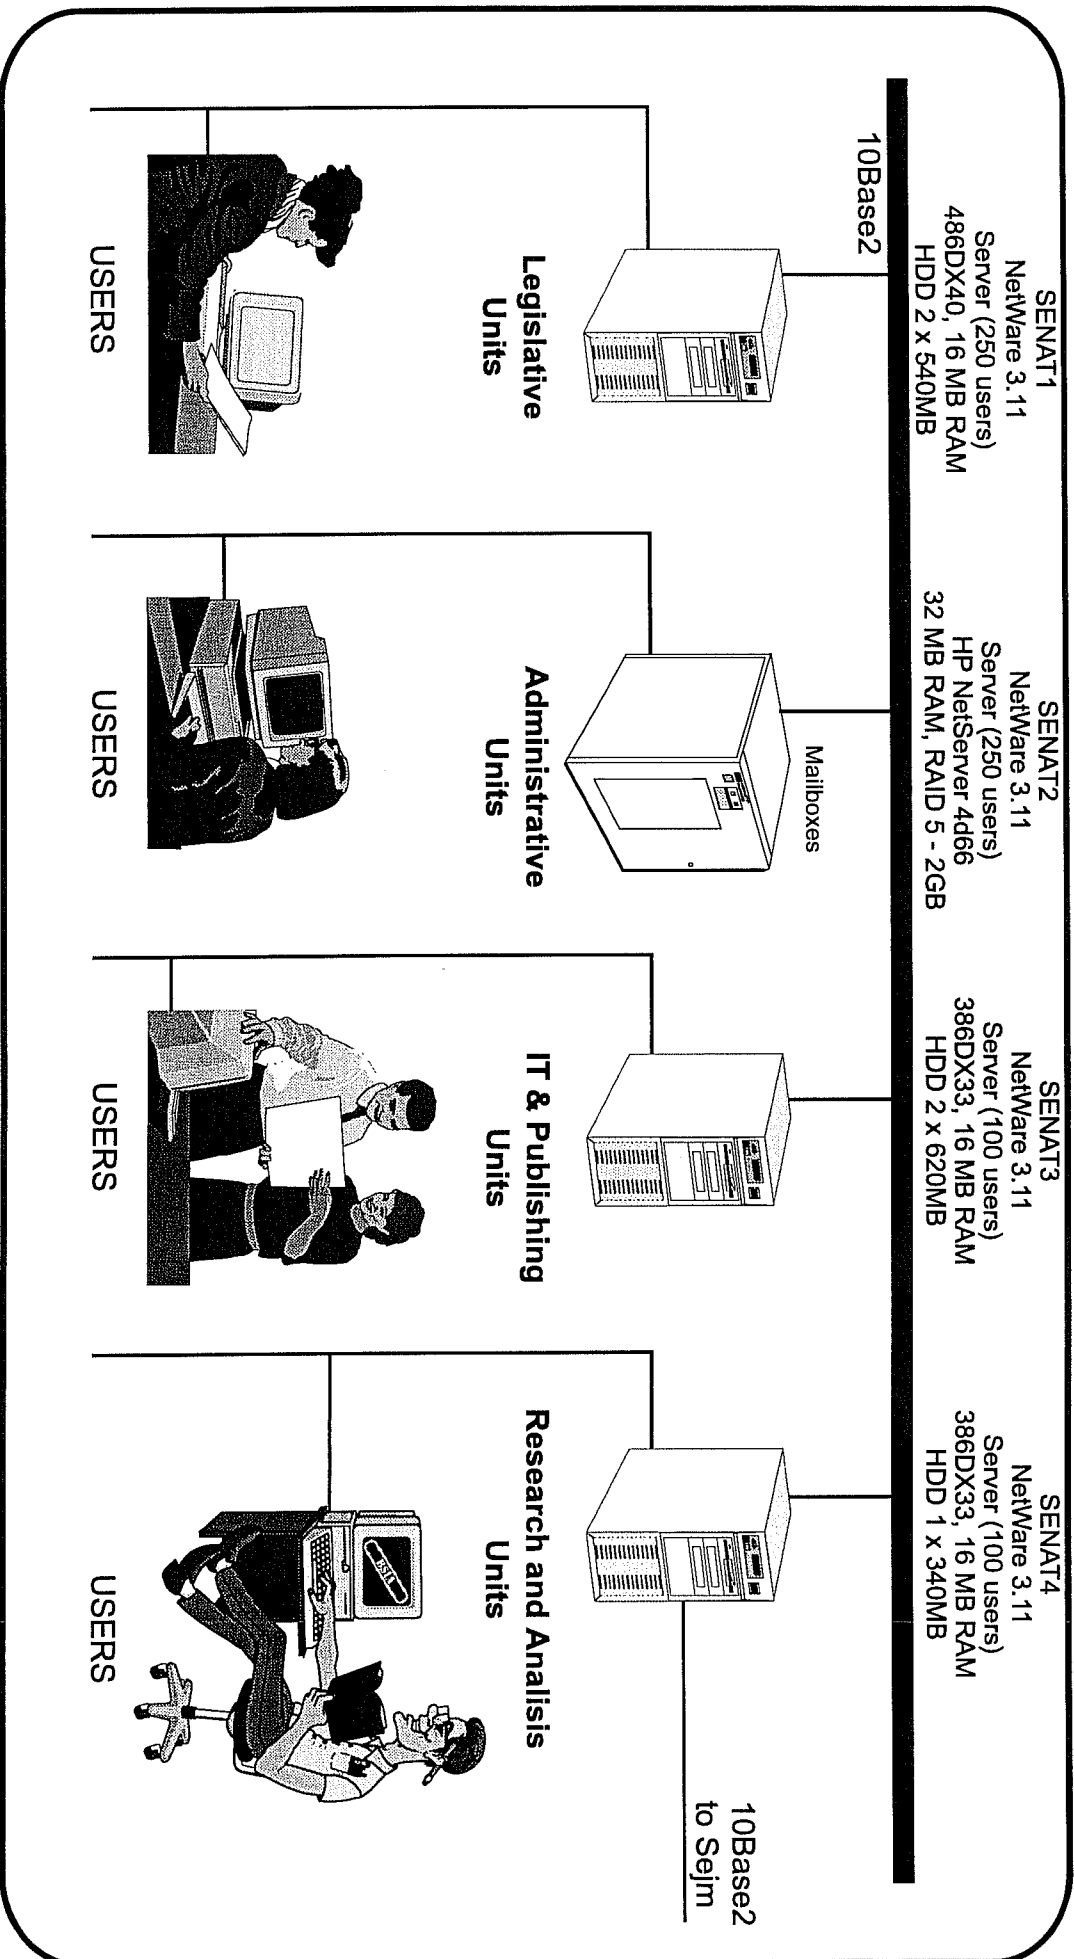 SENAT1
NetWare 3.11
Server (250 users)
486DX40, 16 MB RAM
HDD 2 x 540MB
SENAT2
NetWare 3.11
Server (250 users)
HP NetServer 4d66
32 MB RAM, RAID 5 - 2GB
SENAT3
NetWare 3.11
Server (100 users)
386DX33, 16 MB RAM
HDD 2 x 620MB
SENAT4
NetWare 3.11
Server (100 users)
386DX33, 16 MB RAM
HDD 1 x 340MB
10Base2
Mailboxes
10Base2
to Sejm
Legislative
Units
Administrative
Units
IT & Publishing
Units
Research and Analisis
Units
USERS
USERS
USERS
USERS